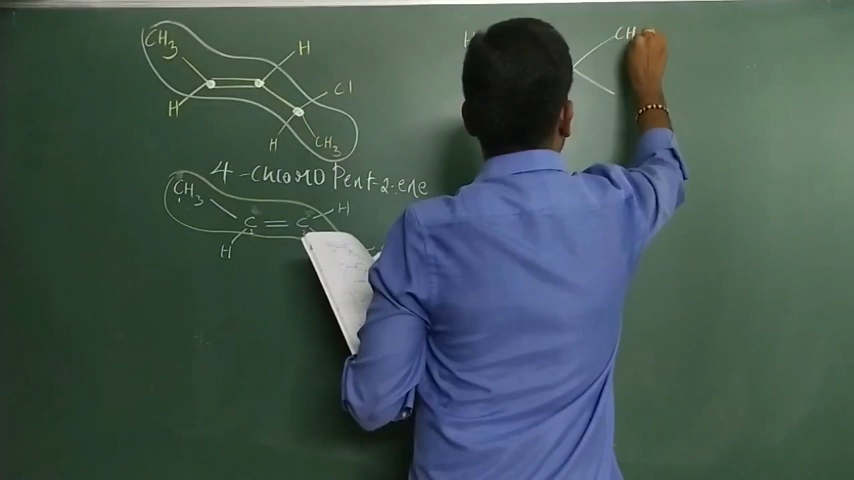 CH3 H
H Cl
H CH3
4-chloro Pent-2-ene
CH3 H
C = C
H
H CH